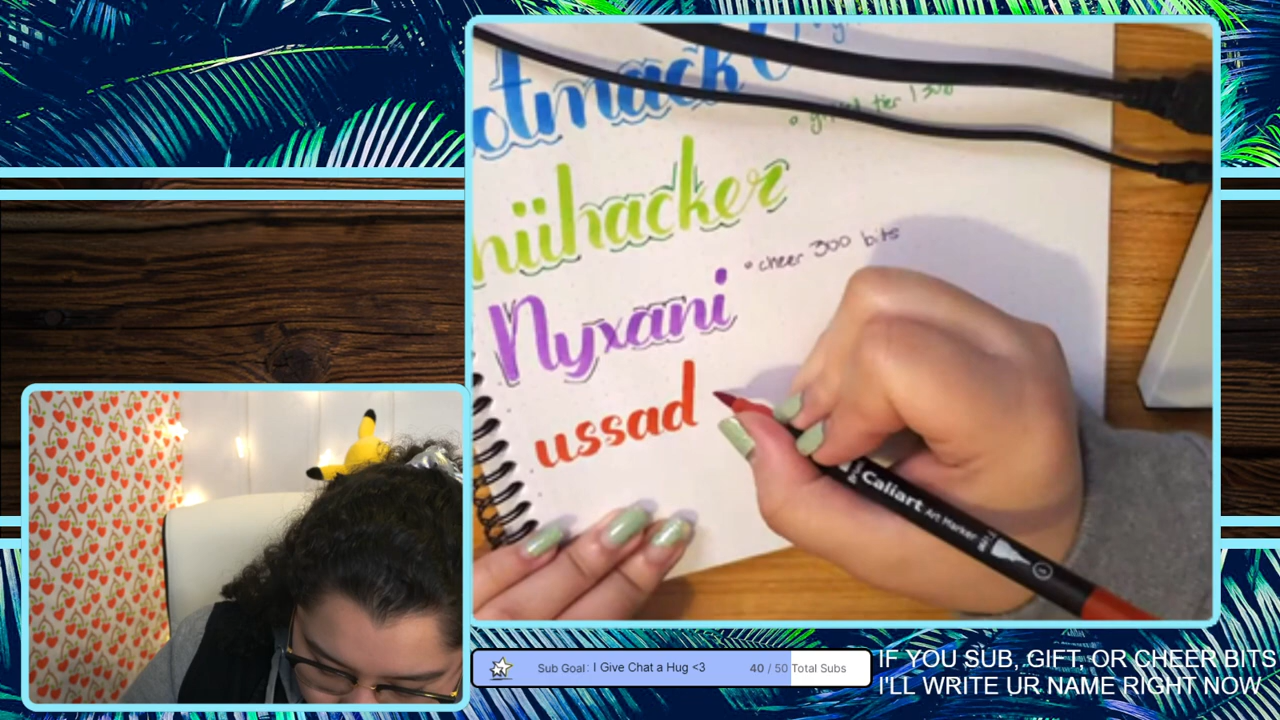 otmack
gifted tier 1 sub
niihacker
cheer 300 bits
Nyxani
ussad
Caliart Art Marker
Sub Goal: I Give Chat a Hug <3 40 / 50 Total Subs
IF YOU SUB, GIFT, OR CHEER BITS
I'LL WRITE UR NAME RIGHT NOW